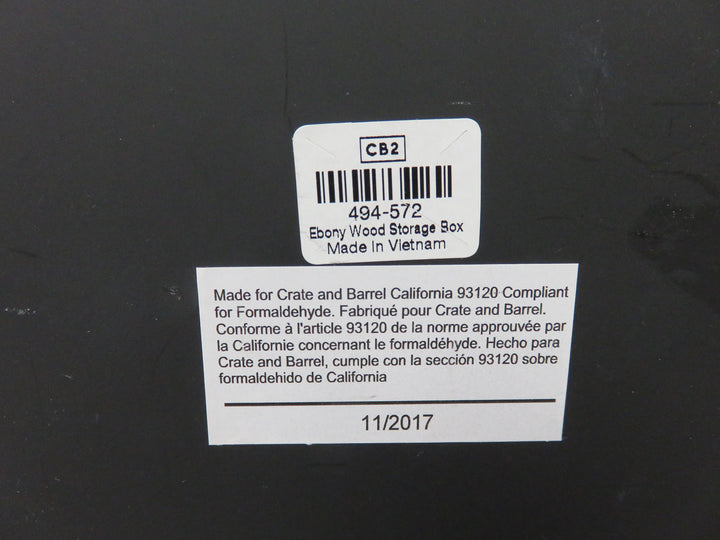 CB2
494-572
Ebony Wood Storage Box
Made In Vietnam
Made for Crate and Barrel California 93120 Compliant
for Formaldehyde. Fabriqué pour Crate and Barrel.
Conforme à l'article 93120 de la norme approuvée par
la Californie concernant le formaldéhyde. Hecho para
Crate and Barrel, cumple con la sección 93120 sobre
formaldehido de California
11/2017